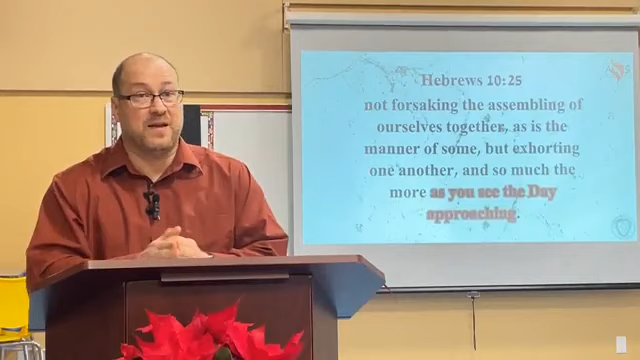 Hebrews 10:25
not forsaking the assembling of
ourselves together, as is the
manner of some, but exhorting
one another, and so much the
more as you see the Day
approaching.